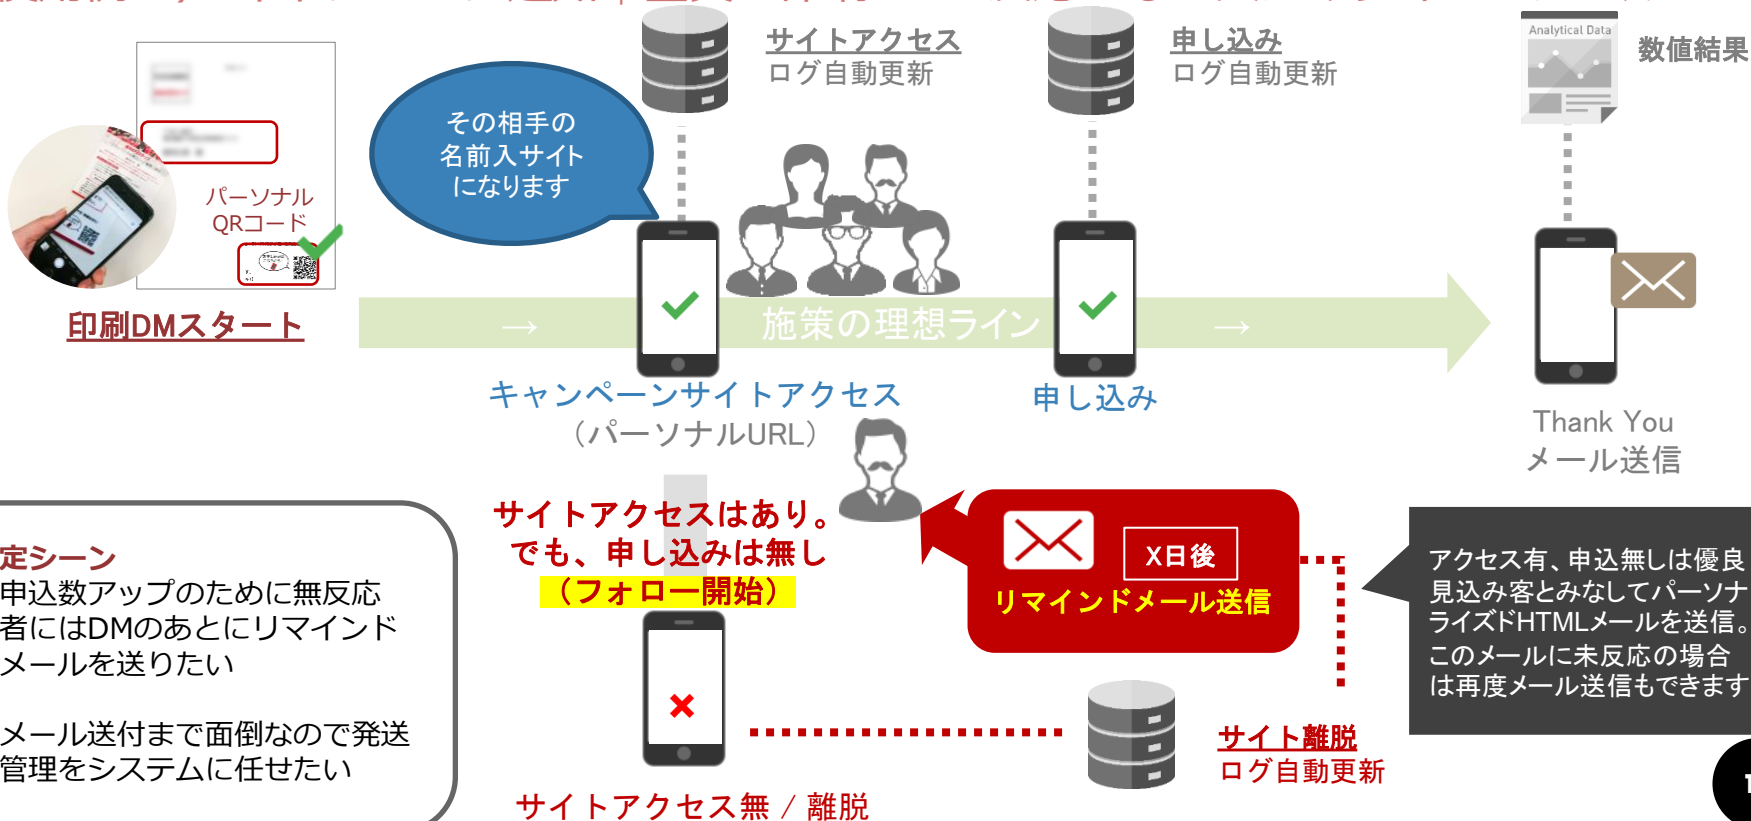 サイトアクセス
ログ自動更新
申し込み
ログ自動更新
Analytical Data
数値結果
その相手の
名前入サイト
になります
パーソナル
QRコード
印刷DMスタート
→
施策の理想ライン
→
キャンペーンサイトアクセス
（パーソナルURL）
申し込み
Thank You
メール送信
サイトアクセスはあり。
でも、申し込みは無し
（フォロー開始）
X日後
リマインドメール送信
アクセス有、申込無しは優良
見込み客とみなしてパーソナ
ライズドHTMLメールを送信。
このメールに未反応の場合
は再度メール送信もできます
定シーン
申込数アップのために無反応
者にはDMのあとにリマインド
メールを送りたい
メール送付まで面倒なので発送
管理をシステムに任せたい
サイト離脱
ログ自動更新
サイトアクセス無 / 離脱